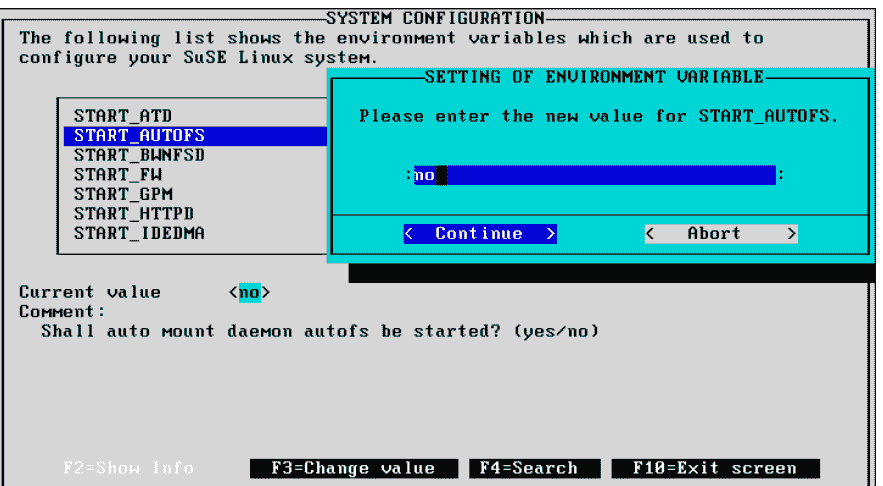 SYSTEM CONFIGURATION
The following list shows the environment variables which are used to
configure your SuSE Linux system.
SETTING OF ENVIRONMENT VARIABLE
Please enter the new value for START_AUTOFS.
:no :
< Continue > < Abort >
START_ATD
START_AUTOFS
START_BWNFSD
START_FW
START_GPM
START_HTTPD
START_IDEDMA
Current value <no>
Comment:
Shall auto mount daemon autofs be started? (yes/no)
F2=Show Info F3=Change value F4=Search F10=Exit screen